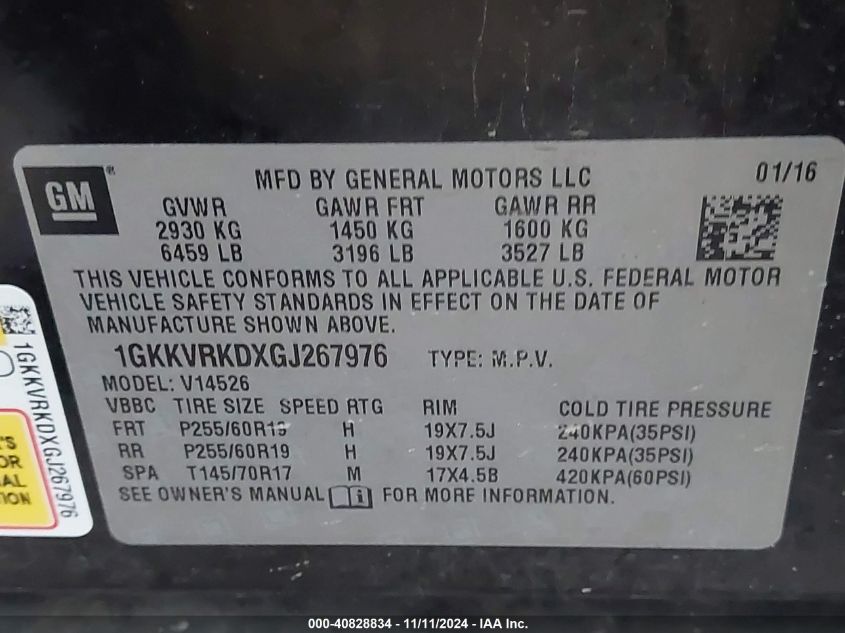 GM®
MFD BY GENERAL MOTORS LLC
01/16
GVWR GAWR FRT GAWR RR
2930 KG 1450 KG 1600 KG
6459 LB 3196 LB 3527 LB
THIS VEHICLE CONFORMS TO ALL APPLICABLE U.S. FEDERAL MOTOR
VEHICLE SAFETY STANDARDS IN EFFECT ON THE DATE OF
MANUFACTURE SHOWN ABOVE.
1GKKVRKDXGJ267976 TYPE: M.P.V.
MODEL: V14526
VBBC TIRE SIZE SPEED RTG RIM COLD TIRE PRESSURE
FRT P255/60R19 H 19X7.5J 240KPA(35PSI)
RR P255/60R19 H 19X7.5J 240KPA(35PSI)
SPA T145/70R17 M 17X4.5B 420KPA(60PSI)
SEE OWNER'S MANUAL i FOR MORE INFORMATION.
1GKKVRKDXGJ267976
000-40828834 - 11/11/2024 - IAA Inc.